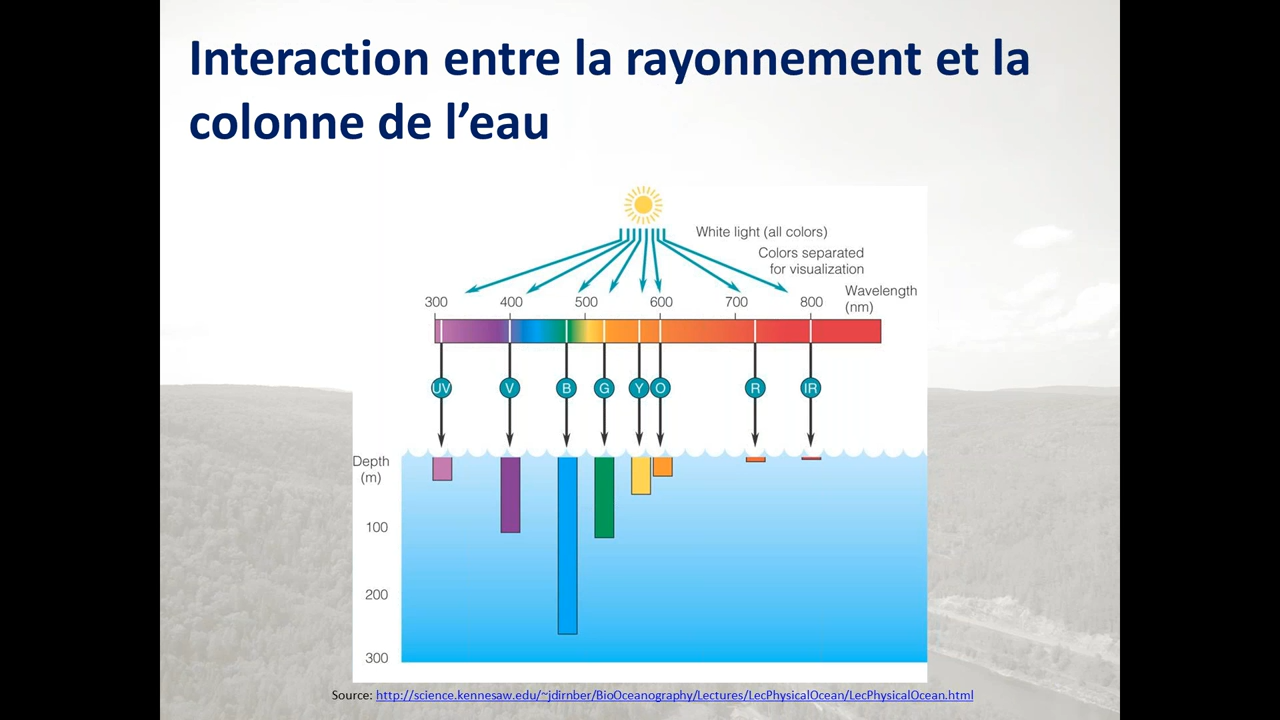 Interaction entre la rayonnement et la
colonne de l’eau
White light (all colors)
Colors separated
for visualization
Wavelength
(nm)
300 400 500 600 700 800
UV V B G Y O R IR
Depth
(m)
100
200
300
Source: http://science.kennesaw.edu/~jdirnber/BioOceanography/Lectures/LecPhysicalOcean/LecPhysicalOcean.html